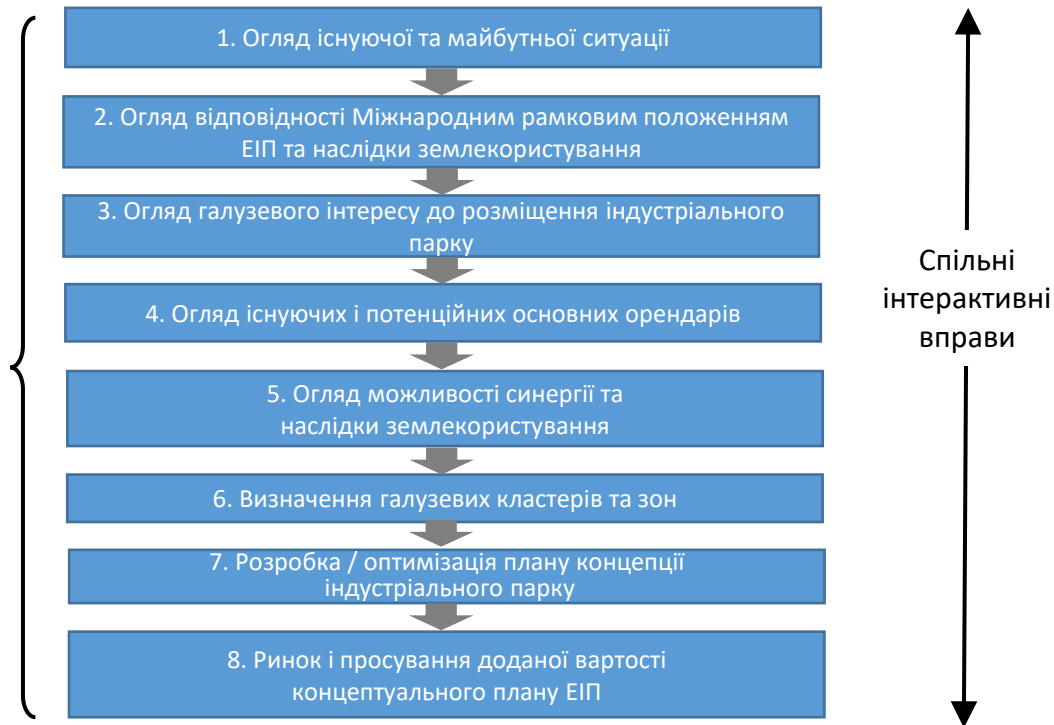 1. Огляд існуючої та майбутньої ситуації
2. Огляд відповідності Міжнародним рамковим положенням
ЕІП та наслідки землекористування
3. Огляд галузевого інтересу до розміщення індустріального
парку
4. Огляд існуючих і потенційних основних орендарів
5. Огляд можливості синергії та
наслідки землекористування
6. Визначення галузевих кластерів та зон
7. Розробка / оптимізація плану концепції
індустріального парку
8. Ринок і просування доданої вартості
концептуального плану ЕІП
Спільні
інтерактивні
вправи